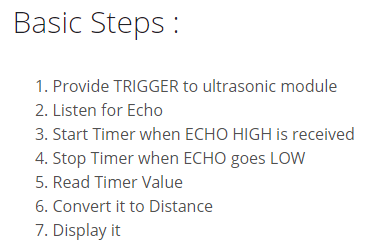 Basic Steps :
1. Provide TRIGGER to ultrasonic module
2. Listen for Echo
3. Start Timer when ECHO HIGH is received
4. Stop Timer when ECHO goes LOW
5. Read Timer Value
6. Convert it to Distance
7. Display it